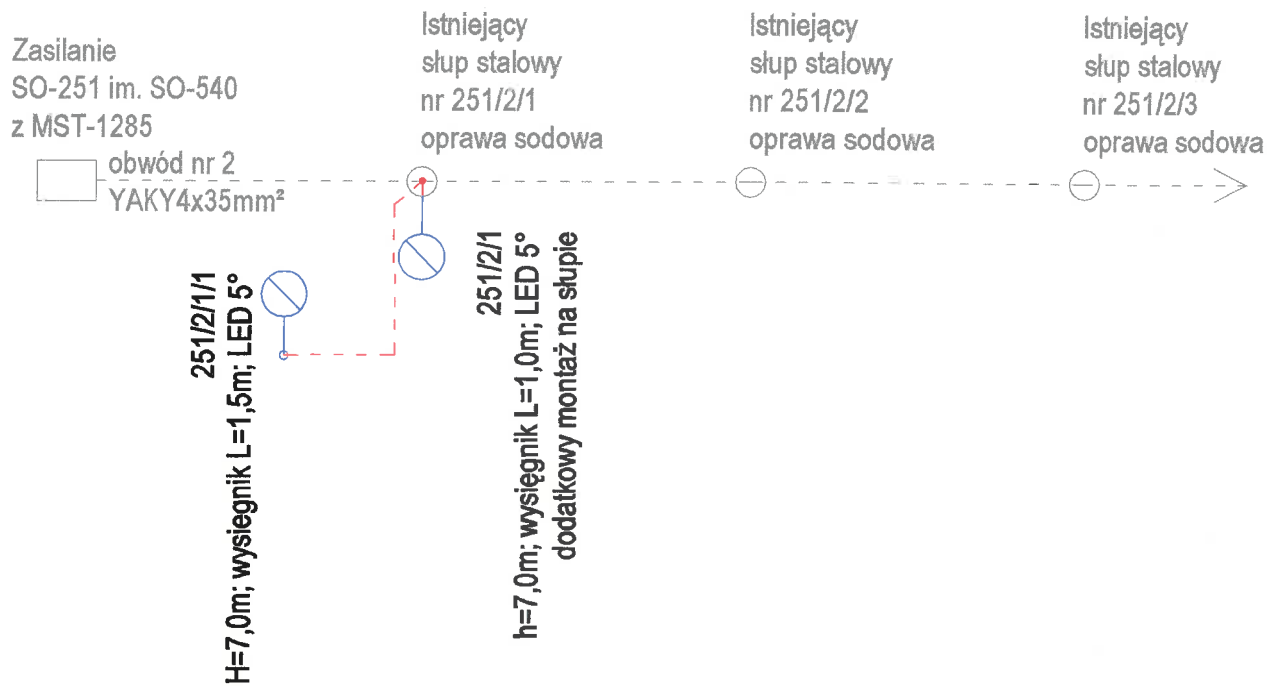 Zasilanie
SO-251 im. SO-540
z MST-1285
obwód nr 2
YAKY4x35mm²
Istniejący
słup stalowy
nr 251/2/1
oprawa sodowa
Istniejący
słup stalowy
nr 251/2/2
oprawa sodowa
Istniejący
słup stalowy
nr 251/2/3
oprawa sodowa
251/2/1/1
H=7,0m; wysiegnik L=1,5m; LED 5°
251/2/1
h=7,0m; wysięgnik L=1,0m; LED 5°
dodatkowy montaż na słupie